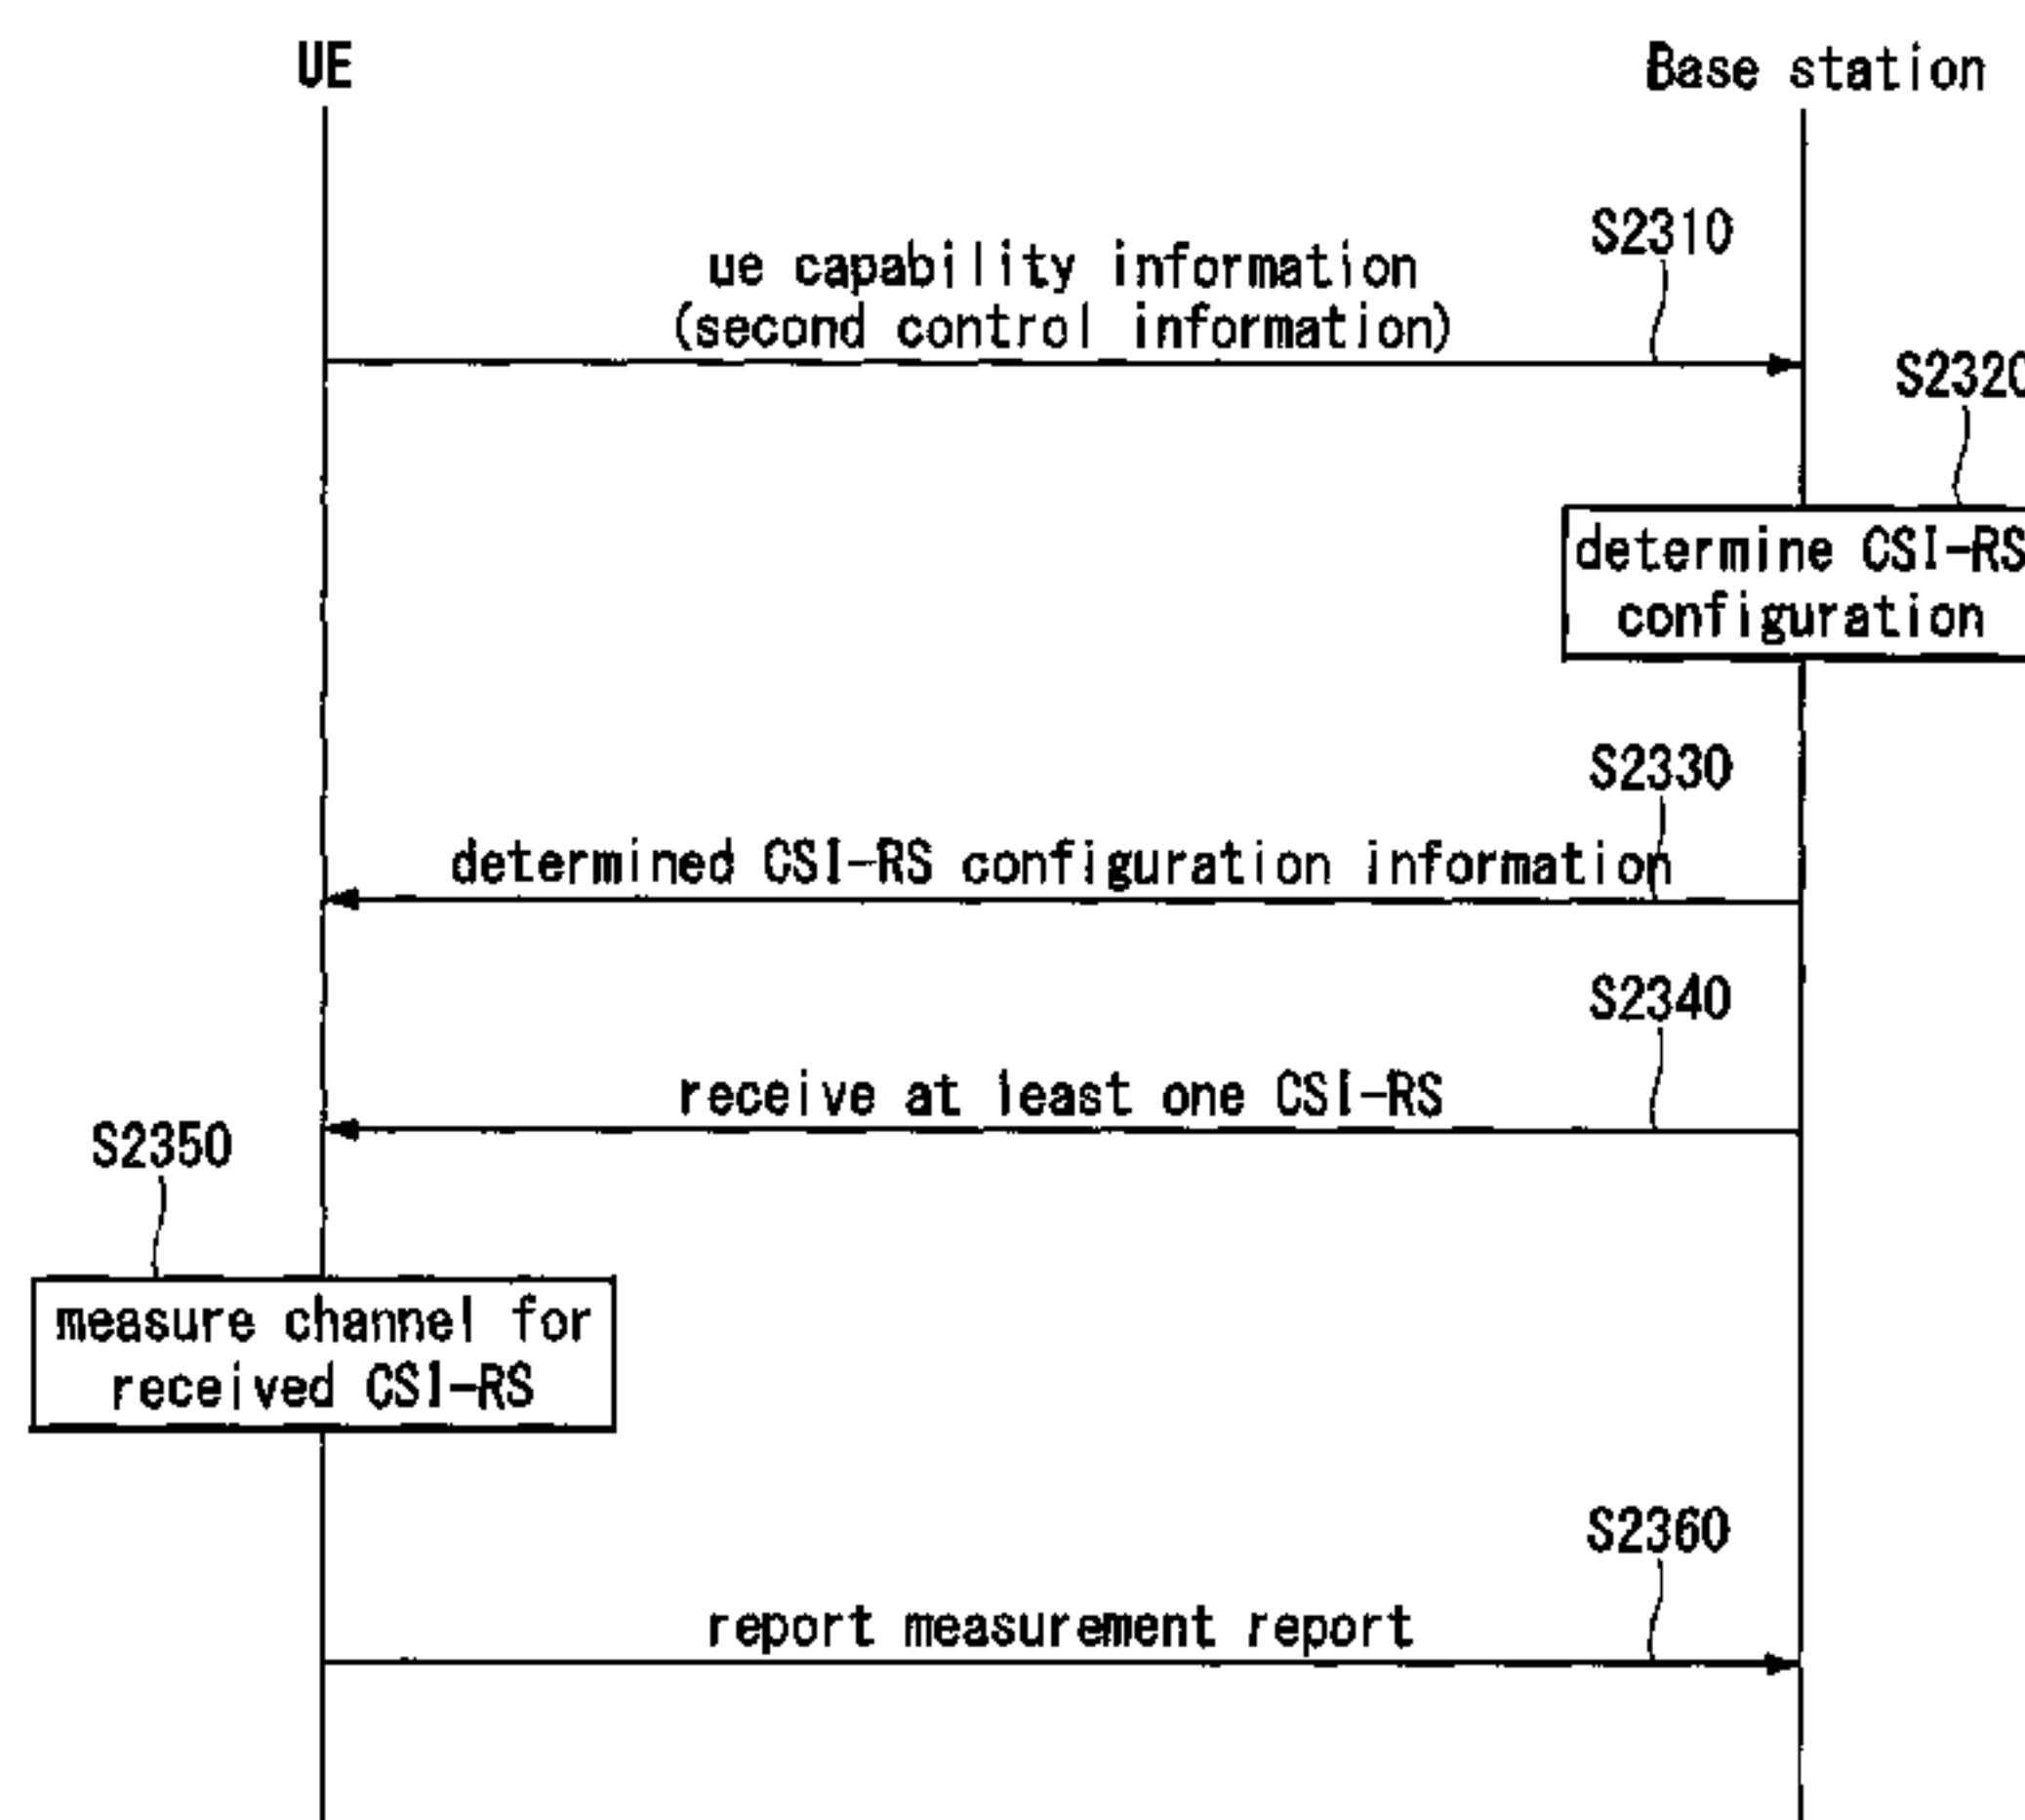 UE
Base station
S2310
ue capability information
(second control information)
S2320
determine CSI-RS
configuration
S2330
determined CSI-RS configuration information
S2340
receive at least one CSI-RS
S2350
measure channel for
received CSI-RS
S2360
report measurement report